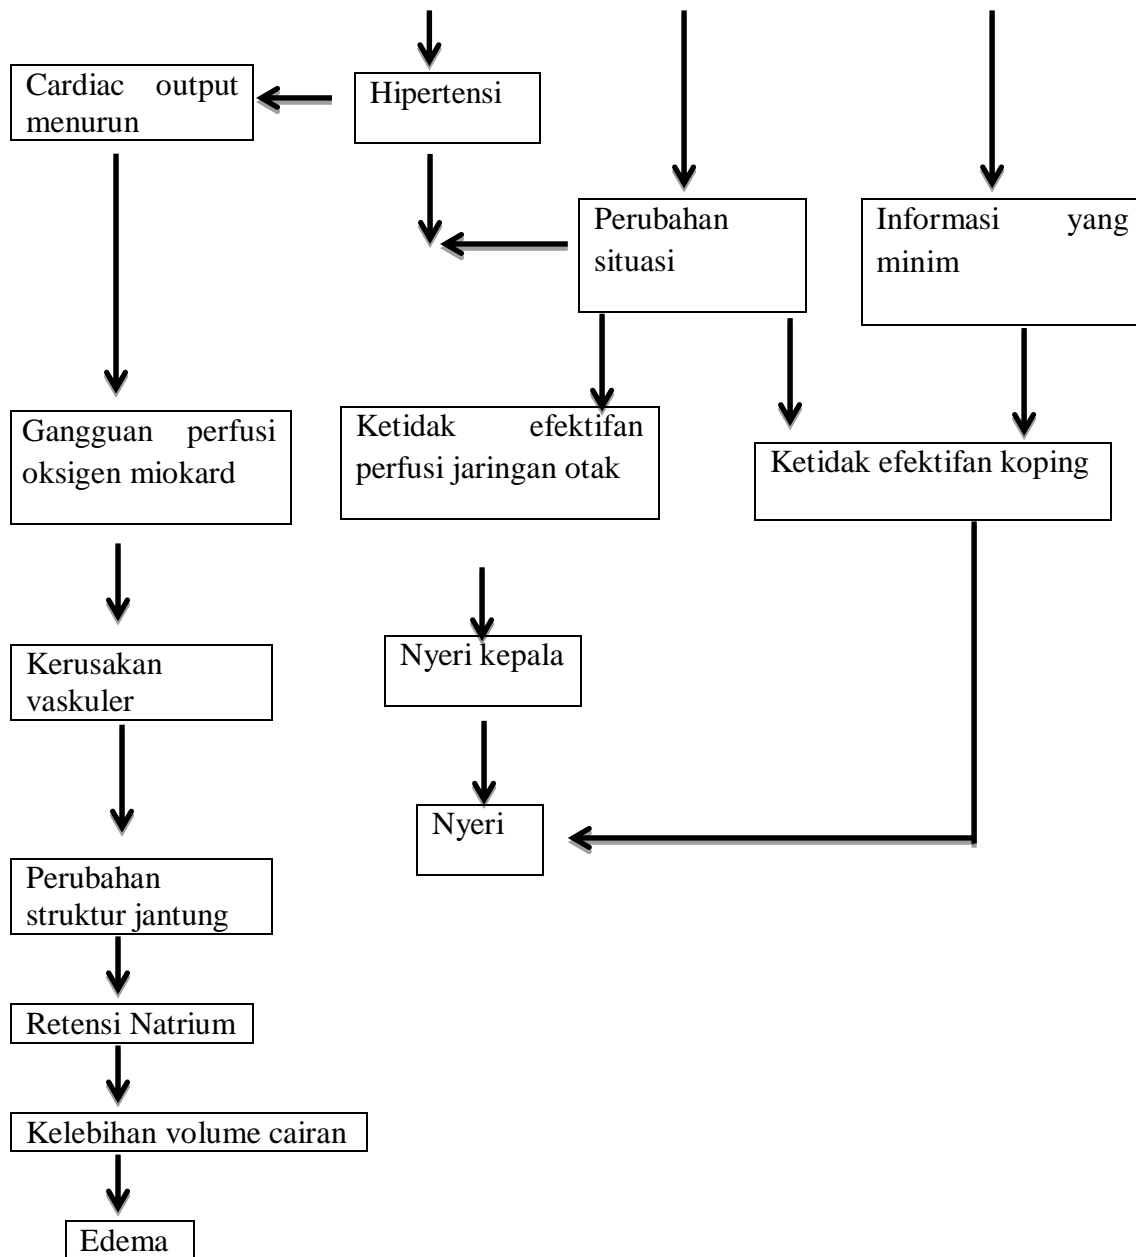 Cardiac output
menurun
Hipertensi
Perubahan
situasi
Informasi yang
minim
Gangguan perfusi
oksigen miokard
Ketidak efektifan
perfusi jaringan otak
Ketidak efektifan koping
Kerusakan
vaskuler
Nyeri kepala
Nyeri
Perubahan
struktur jantung
Retensi Natrium
Kelebihan volume cairan
Edema